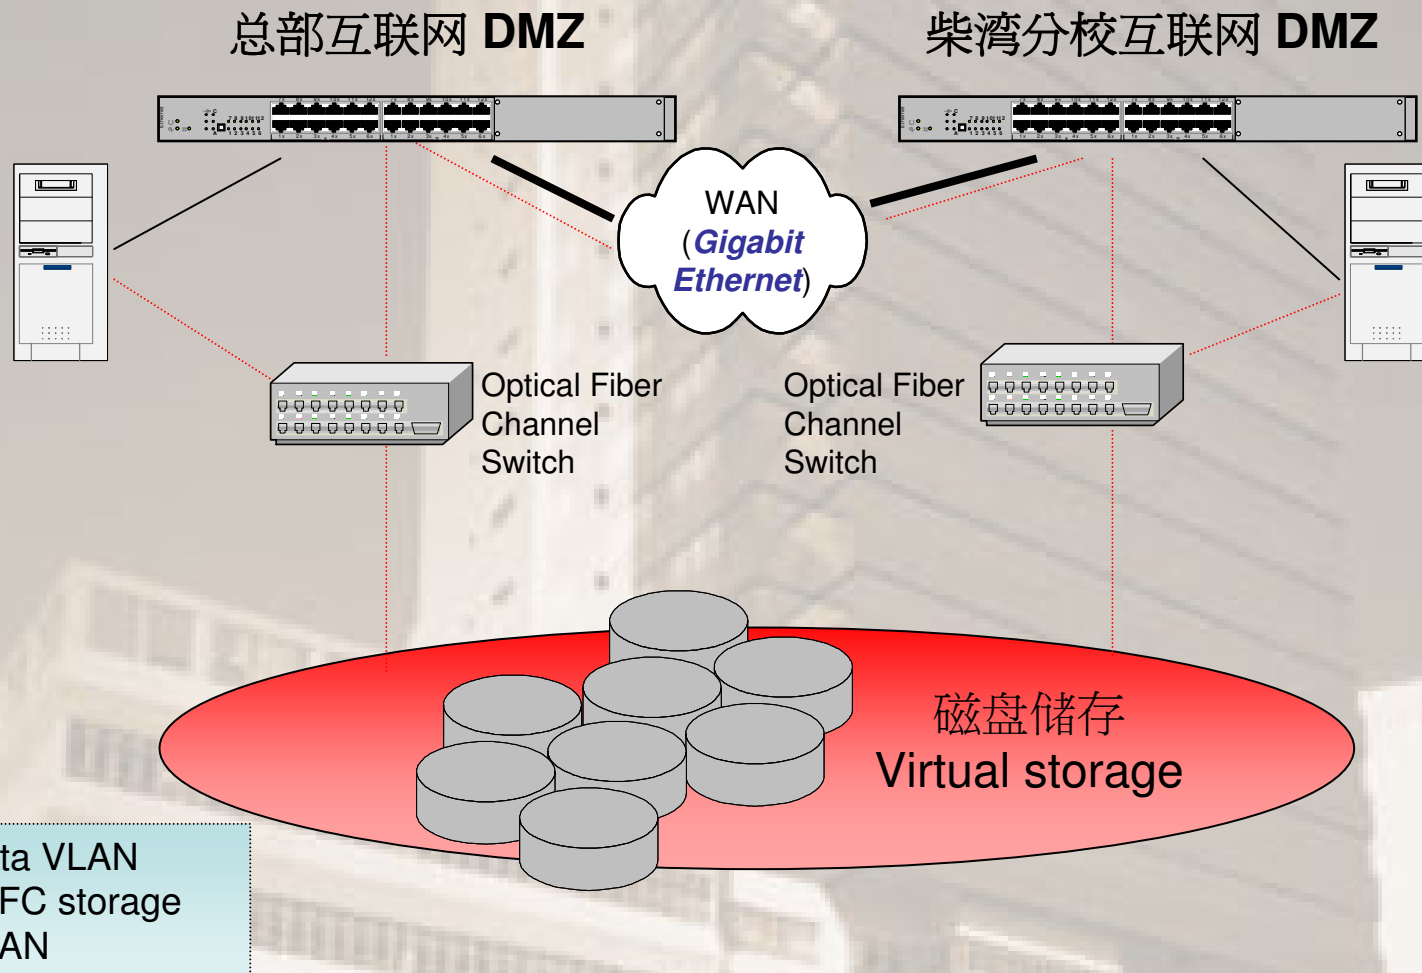 总部互联网 DMZ
柴湾分校互联网 DMZ
WAN
(Gigabit
Ethernet)
Optical Fiber
Channel
Switch
Optical Fiber
Channel
Switch
磁盘储存
Virtual storage
ta VLAN
FC storage
AN